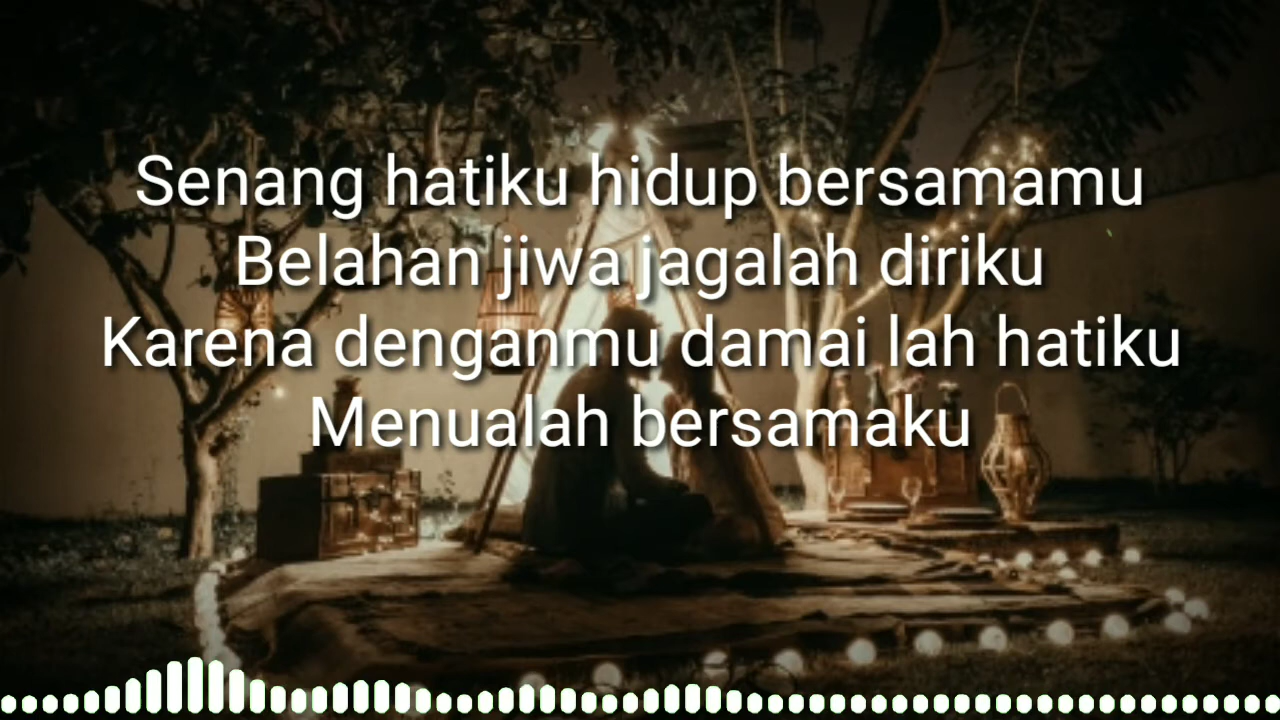 Senang hatiku hidup bersamamu
Belahan jiwa jagalah diriku
Karena denganmu damai lah hatiku
Menualah bersamaku